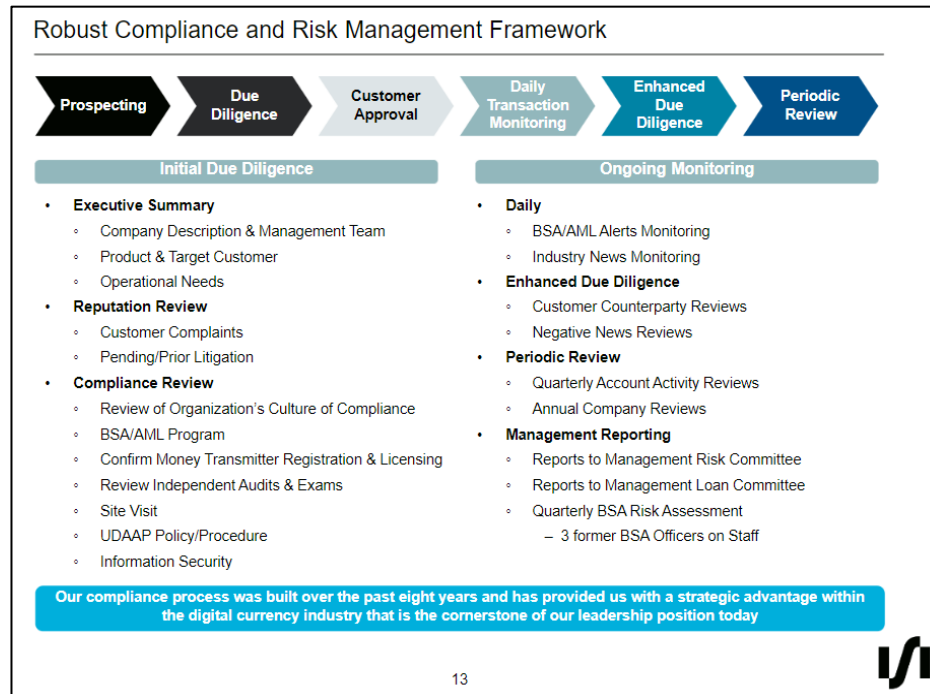 Robust Compliance and Risk Management Framework
Prospecting
Due
Diligence
Customer
Approval
Daily
Transaction
Monitoring
Enhanced
Due
Diligence
Periodic
Review
Initial Due Diligence
• Executive Summary
◦ Company Description & Management Team
◦ Product & Target Customer
◦ Operational Needs
• Reputation Review
◦ Customer Complaints
◦ Pending/Prior Litigation
• Compliance Review
◦ Review of Organization's Culture of Compliance
◦ BSA/AML Program
◦ Confirm Money Transmitter Registration & Licensing
◦ Review Independent Audits & Exams
◦ Site Visit
◦ UDAAP Policy/Procedure
◦ Information Security
Ongoing Monitoring
• Daily
◦ BSA/AML Alerts Monitoring
◦ Industry News Monitoring
• Enhanced Due Diligence
◦ Customer Counterparty Reviews
◦ Negative News Reviews
• Periodic Review
◦ Quarterly Account Activity Reviews
◦ Annual Company Reviews
• Management Reporting
◦ Reports to Management Risk Committee
◦ Reports to Management Loan Committee
◦ Quarterly BSA Risk Assessment
– 3 former BSA Officers on Staff
Our compliance process was built over the past eight years and has provided us with a strategic advantage within
the digital currency industry that is the cornerstone of our leadership position today
13